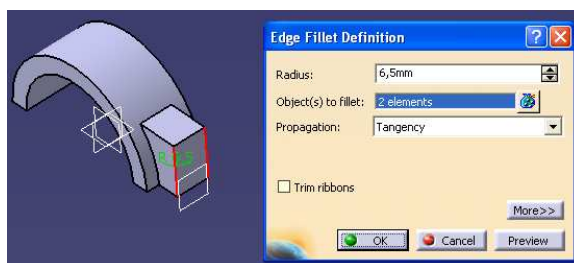 Edge Fillet Definition
Radius: 6,5mm
Object(s) to fillet: 2 elements
Propagation: Tangency
Trim ribbons
More>>
OK Cancel Preview